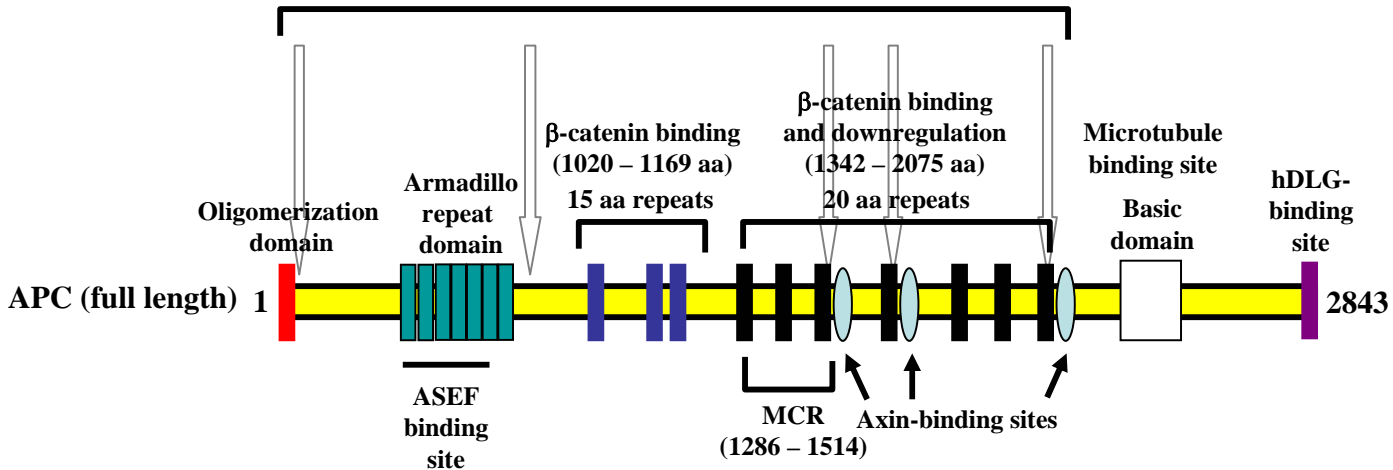 β-catenin binding
(1020 – 1169 aa)
15 aa repeats
β-catenin binding
and downregulation
(1342 – 2075 aa)
20 aa repeats
Microtubule
binding site
Basic
domain
hDLG-
binding
site
Oligomerization
domain
Armadillo
repeat
domain
APC (full length) 1
2843
ASEF
binding
site
MCR
(1286 – 1514)
Axin-binding sites